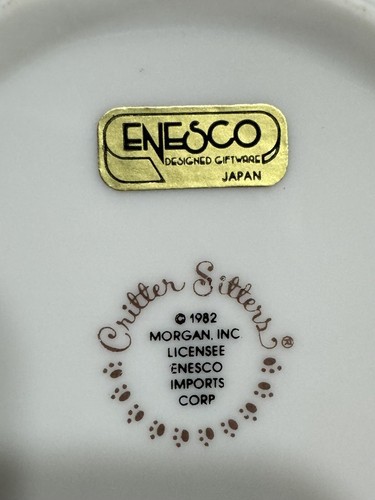 ENESCO
DESIGNED GIFTWARE
JAPAN
Critter Sitters®
© 1982
MORGAN, INC
LICENSEE
ENESCO
IMPORTS
CORP